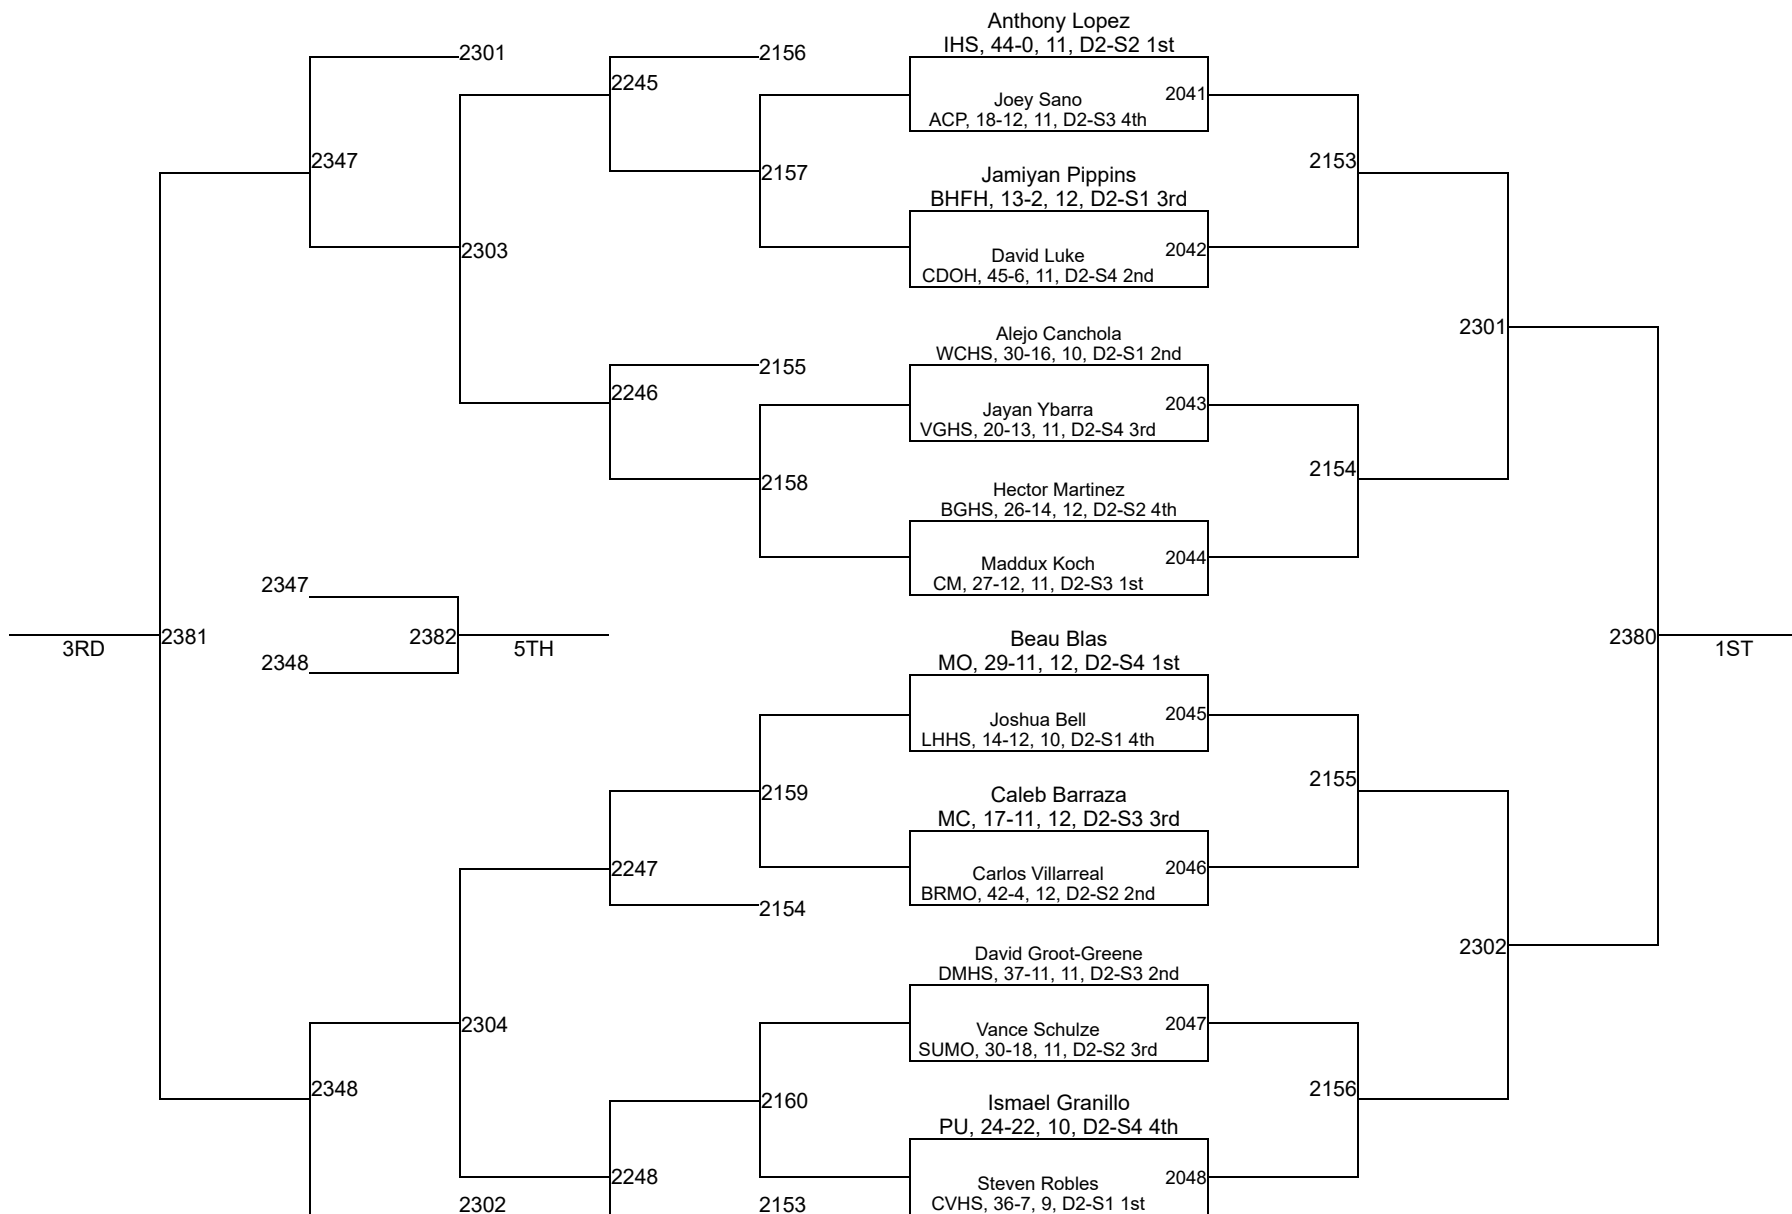 Anthony Lopez
IHS, 44-0, 11, D2-S2 1st
2301
2156
2245
Joey Sano
2041
ACP, 18-12, 11, D2-S3 4th
2347
2157
2153
Jamiyan Pippins
BHFH, 13-2, 12, D2-S1 3rd
2303
David Luke
2042
CDOH, 45-6, 11, D2-S4 2nd
2301
Alejo Canchola
WCHS, 30-16, 10, D2-S1 2nd
2155
2246
Jayan Ybarra
2043
VGHS, 20-13, 11, D2-S4 3rd
2158
2154
Hector Martinez
BGHS, 26-14, 12, D2-S2 4th
Maddux Koch
2044
CM, 27-12, 11, D2-S3 1st
2347
2381
2382
3RD
5TH
2348
Beau Blas
2380
1ST
MO, 29-11, 12, D2-S4 1st
Joshua Bell
2045
LHHS, 14-12, 10, D2-S1 4th
2159
2155
Caleb Barraza
MC, 17-11, 12, D2-S3 3rd
2247
Carlos Villarreal
2046
BRMO, 42-4, 12, D2-S2 2nd
2154
2302
David Groot-Greene
DMHS, 37-11, 11, D2-S3 2nd
2304
Vance Schulze
2047
SUMO, 30-18, 11, D2-S2 3rd
2348
2160
2156
Ismael Granillo
PU, 24-22, 10, D2-S4 4th
2248
Steven Robles
2048
2302
2153
CVHS, 36-7, 9, D2-S1 1st